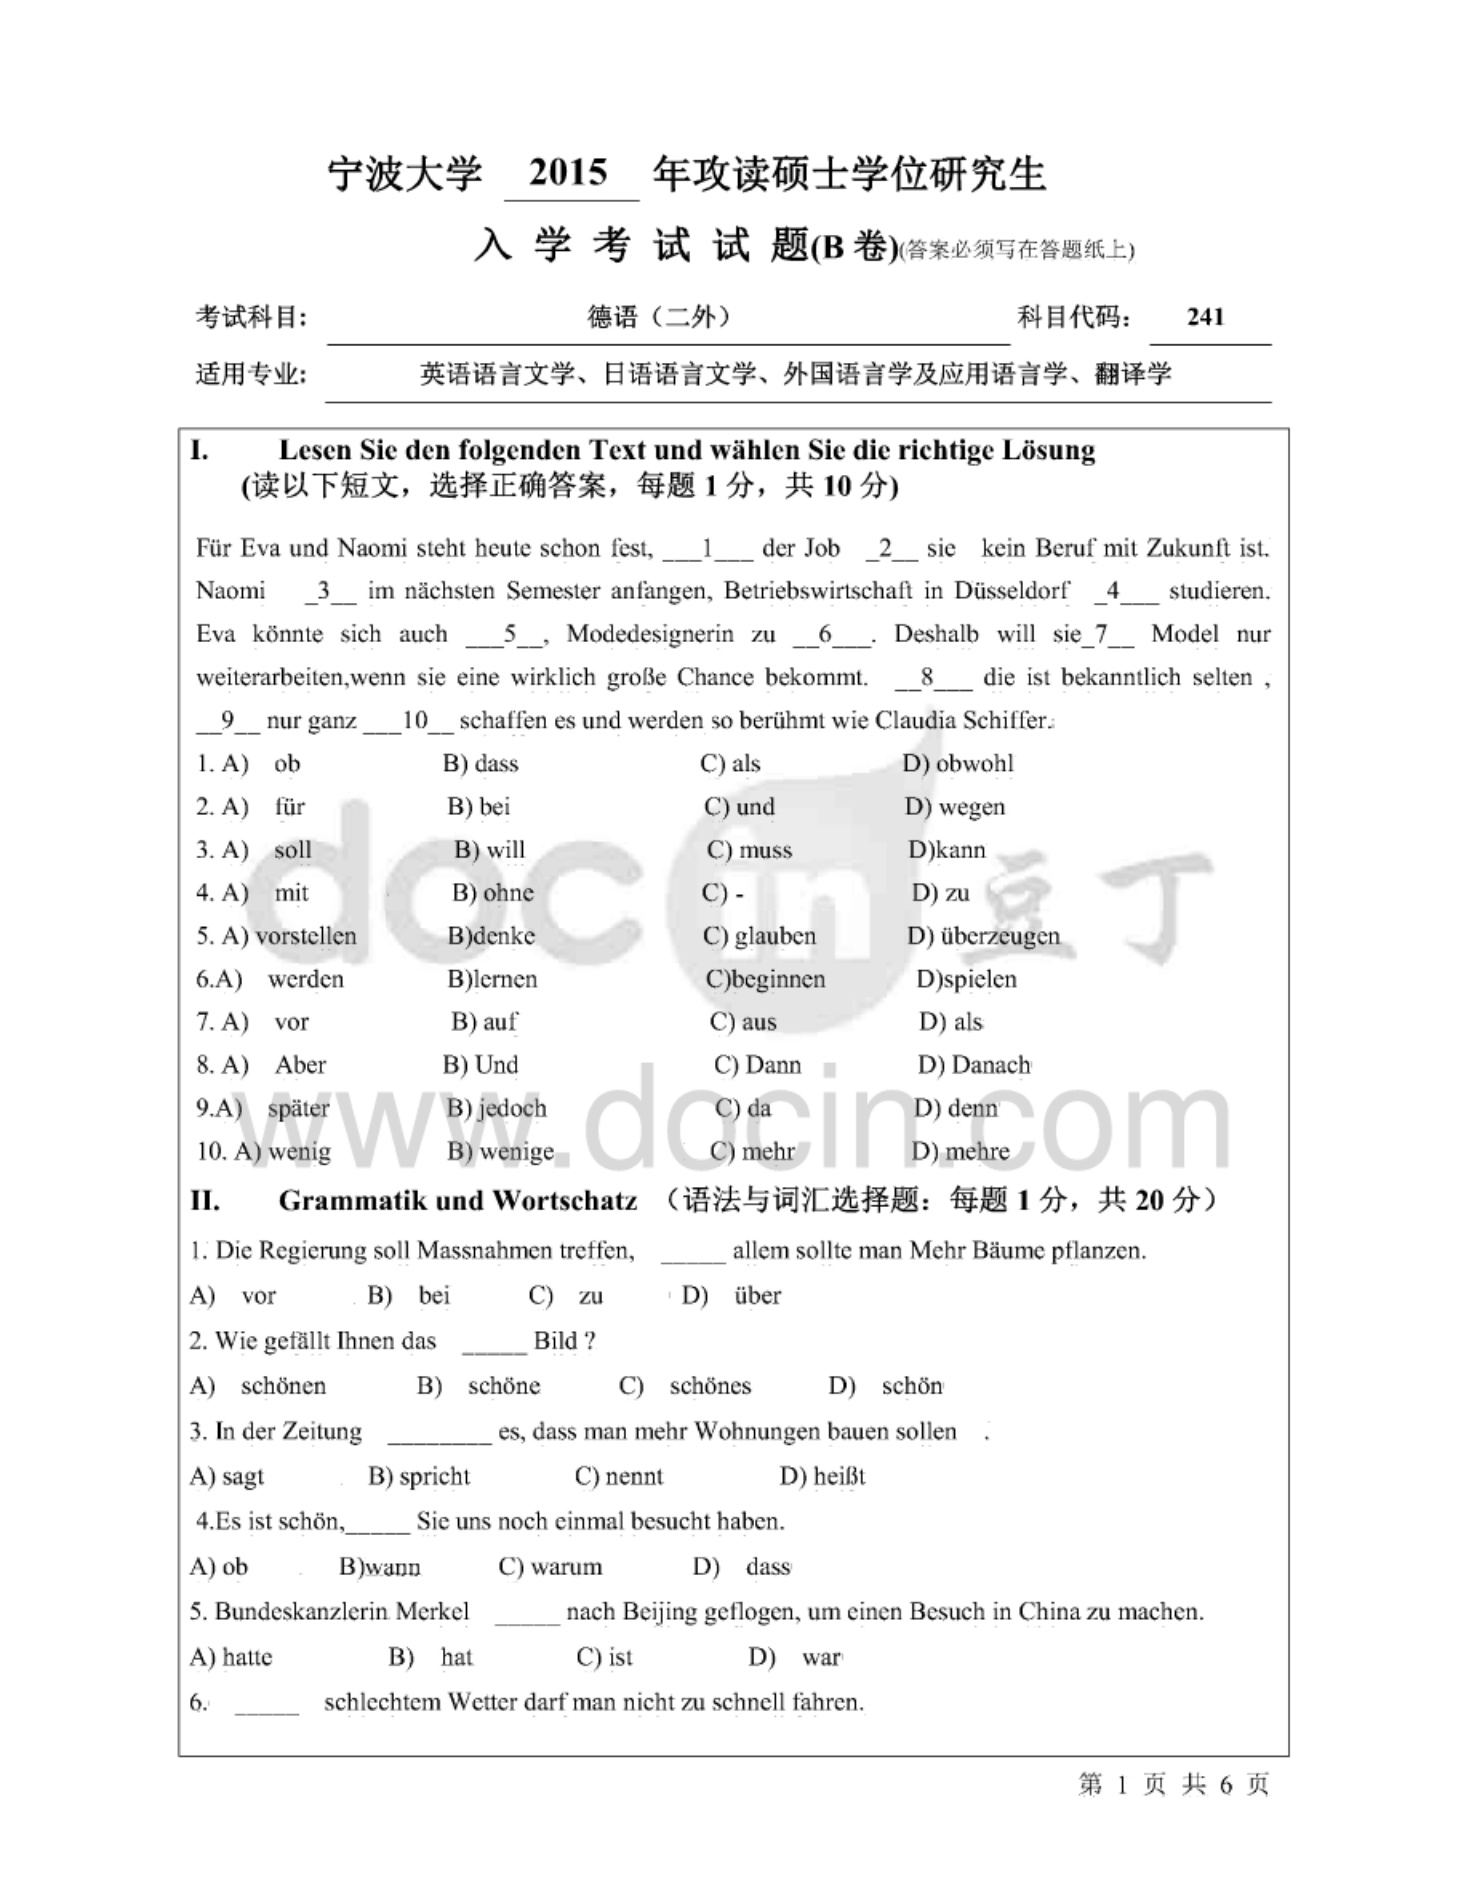 宁波大学 2015 年攻读硕士学位研究生
入 学 考 试 试 题(B 卷)(答案必须写在答题纸上)
考试科目: 德语（二外） 科目代码: 241
适用专业: 英语语言文学、日语语言文学、外国语言学及应用语言学、翻译学
I. Lesen Sie den folgenden Text und wählen Sie die richtige Lösung
(读以下短文，选择正确答案，每题 1 分，共 10 分)
Für Eva und Naomi steht heute schon fest, ___1___ der Job _2__ sie kein Beruf mit Zukunft ist.
Naomi _3__ im nächsten Semester anfangen, Betriebswirtschaft in Düsseldorf _4___ studieren.
Eva könnte sich auch ___5__, Modedesignerin zu __6___. Deshalb will sie_7__ Model nur
weiterarbeiten,wenn sie eine wirklich große Chance bekommt. __8___ die ist bekanntlich selten ,
__9__ nur ganz ___10__ schaffen es und werden so berühmt wie Claudia Schiffer.
1. A) ob B) dass C) als D) obwohl
2. A) für B) bei C) und D) wegen
3. A) soll B) will C) muss D)kann
4. A) mit B) ohne C) - D) zu
5. A) vorstellen B)denke C) glauben D) überzeugen
6.A) werden B)lernen C)beginnen D)spielen
7. A) vor B) auf C) aus D) als
8. A) Aber B) Und C) Dann D) Danach
9.A) später B) jedoch C) da D) denn
10. A) wenig B) wenige C) mehr D) mehre
II. Grammatik und Wortschatz （语法与词汇选择题：每题 1 分，共 20 分）
1. Die Regierung soll Massnahmen treffen, _____ allem sollte man Mehr Bäume pflanzen.
A) vor B) bei C) zu D) über
2. Wie gefällt Ihnen das _____ Bild ?
A) schönen B) schöne C) schönes D) schön
3. In der Zeitung ________ es, dass man mehr Wohnungen bauen sollen .
A) sagt B) spricht C) nennt D) heißt
4.Es ist schön,_____ Sie uns noch einmal besucht haben.
A) ob B)wann C) warum D) dass
5. Bundeskanzlerin Merkel _____ nach Beijing geflogen, um einen Besuch in China zu machen.
A) hatte B) hat C) ist D) war
6. _____ schlechtem Wetter darf man nicht zu schnell fahren.
第 1 页 共 6 页
docin 豆丁
www.docin.com